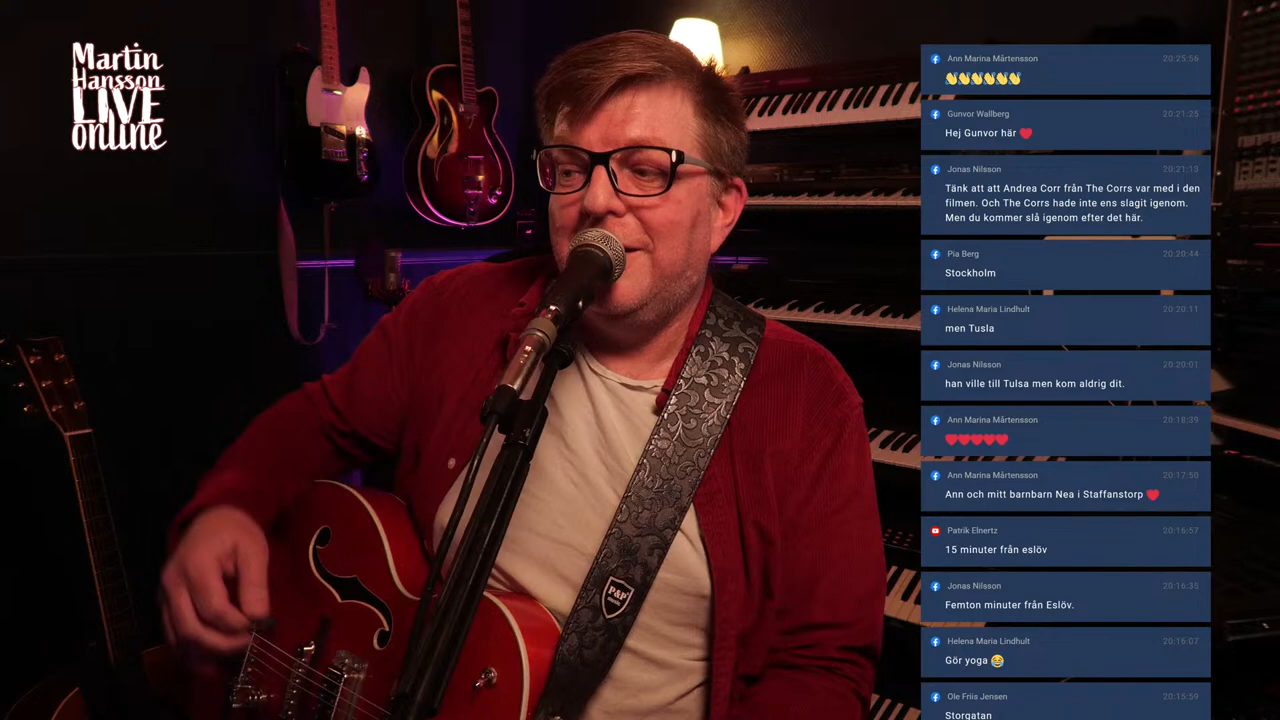 Martin
Hansson
LIVE
online
Ann Marina Mårtensson 20:25:56
👏👏👏👏👏👏
Gunvor Wallberg 20:21:23
Hej Gunvor här ❤️
Jonas Nilsson 20:21:13
Tänk att att Andrea Corr från The Corrs var med i den
filmen. Och The Corrs hade inte ens slagit igenom.
Men du kommer slå igenom efter det här.
Pia Berg 20:20:44
Stockholm
Helena Maria Lindhult 20:20:11
men Tusla
Jonas Nilsson 20:20:01
han ville till Tulsa men kom aldrig dit.
Ann Marina Mårtensson 20:18:39
❤️❤️❤️❤️❤️
Ann Marina Mårtensson 20:17:50
Ann och mitt barnbarn Nea i Staffanstorp ❤️
Patrik Elnertz 20:16:57
15 minuter från eslöv
Jonas Nilsson 20:16:35
Femton minuter från Eslöv.
Helena Maria Lindhult 20:16:07
Gör yoga 😂
Ole Friis Jensen 20:15:59
Storgatan
P&P